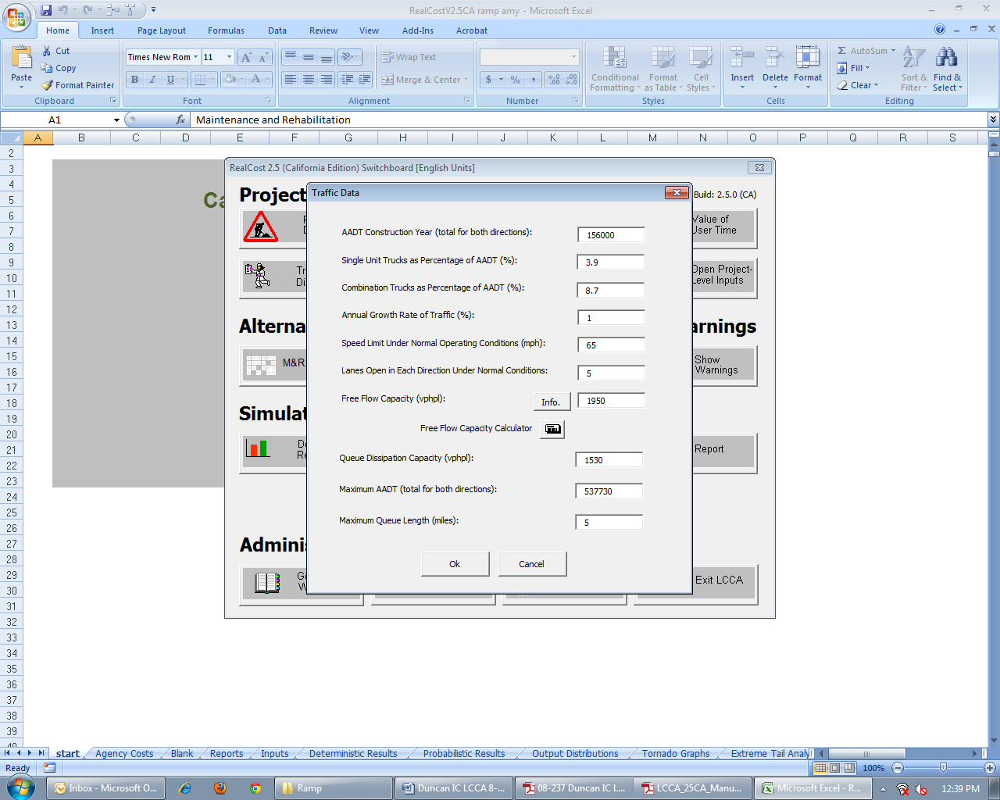 RealCostV2.5CA ramp amy - Microsoft Excel
Home Insert Page Layout Formulas Data Review View Add-Ins Acrobat
Paste
Cut
Copy
Format Painter
Clipboard
Times New Rom 11
B I U
Font
Wrap Text
Merge & Center
Alignment
$ % ,
Number
Conditional Formatting
Format as Table
Cell Styles
Styles
Insert Delete Format
Cells
Σ AutoSum
Fill
Clear
Sort & Filter
Find & Select
Editing
A1 fx Maintenance and Rehabilitation
A B C D E F G H I J K L M N O P Q R S
2
3
4
5
6
7
8
9
10
11
12
13
14
15
16
17
18
19
20
21
22
23
24
25
26
27
28
29
30
31
32
33
34
35
36
37
38
39
40
Ca
RealCost 2.5 (California Edition) Switchboard [English Units]
Project
Build: 2.5.0 (CA)
Value of
User Time
Tr
Di
Open Project-
Level Inputs
Alterna
arnings
M&R
Show
Warnings
Simulat
De
Re
Report
Adminis
G
W
Exit LCCA
Traffic Data
AADT Construction Year (total for both directions): 156000
Single Unit Trucks as Percentage of AADT (%): 3.9
Combination Trucks as Percentage of AADT (%): 8.7
Annual Growth Rate of Traffic (%): 1
Speed Limit Under Normal Operating Conditions (mph): 65
Lanes Open in Each Direction Under Normal Conditions: 5
Free Flow Capacity (vphpl): Info. 1950
Free Flow Capacity Calculator
Queue Dissipation Capacity (vphpl): 1530
Maximum AADT (total for both directions): 537730
Maximum Queue Length (miles): 5
Ok Cancel
start Agency Costs Blank Reports Inputs Deterministic Results Probabilistic Results Output Distributions Tornado Graphs Extreme Tail Analy
Ready 100%
Inbox - Microsoft O... Ramp Duncan IC LCCA 8-... 08-237 Duncan IC L... LCCA_25CA_Manu... Microsoft Excel - R... 12:39 PM